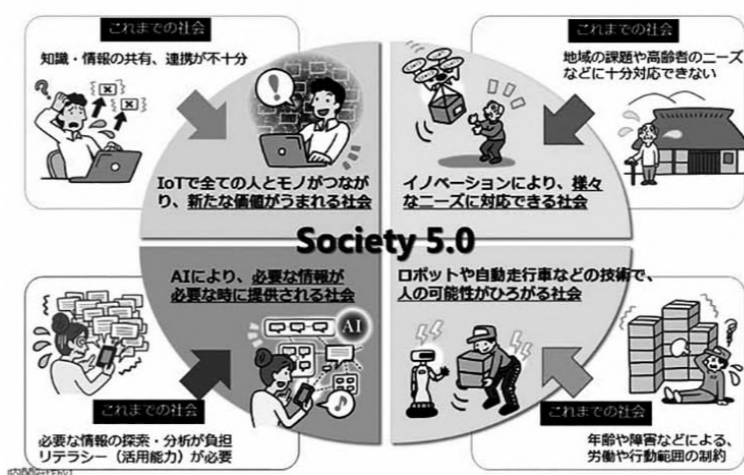 これまでの社会
知識・情報の共有、連携が不十分
IoTで全ての人とモノがつなが
り、新たな価値がうまれる社会
これまでの社会
地域の課題や高齢者のニーズ
などに十分対応できない
イノベーションにより、様々
なニーズに対応できる社会
Society 5.0
AIにより、必要な情報が
必要な時に提供される社会
AI
これまでの社会
必要な情報の探索・分析が負担
リテラシー（活用能力）が必要
ロボットや自動走行車などの技術で、
人の可能性がひろがる社会
これまでの社会
年齢や障害などによる、
労働や行動範囲の制約